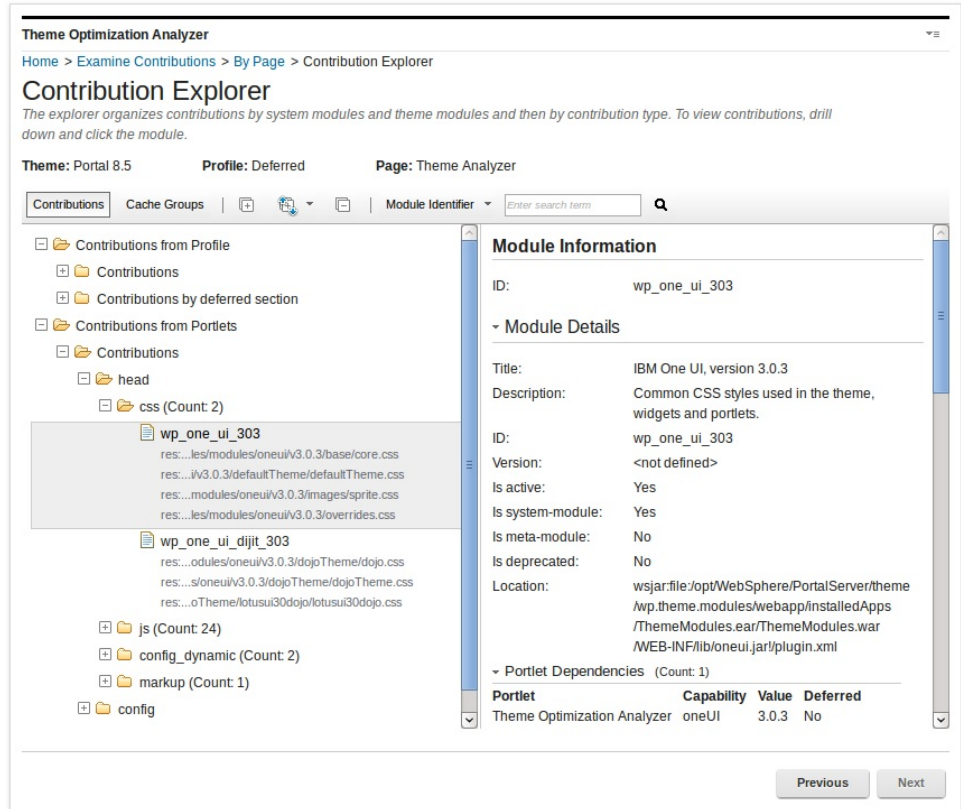 Theme Optimization Analyzer
Home > Examine Contributions > By Page > Contribution Explorer
Contribution Explorer
The explorer organizes contributions by system modules and theme modules and then by contribution type. To view contributions, drill
down and click the module.
Theme: Portal 8.5 Profile: Deferred Page: Theme Analyzer
Contributions Cache Groups | | Module Identifier Enter search term
Contributions from Profile
Contributions
Contributions by deferred section
Contributions from Portlets
Contributions
head
css (Count: 2)
wp_one_ui_303
res:...les/modules/oneui/v3.0.3/base/core.css
res:...i/v3.0.3/defaultTheme/defaultTheme.css
res:...modules/oneui/v3.0.3/images/sprite.css
res:...les/modules/oneui/v3.0.3/overrides.css
wp_one_ui_dijit_303
res:...odules/oneui/v3.0.3/dojoTheme/dojo.css
res:...s/oneui/v3.0.3/dojoTheme/dojoTheme.css
res:...oTheme/lotusui30dojo/lotusui30dojo.css
js (Count: 24)
config_dynamic (Count: 2)
markup (Count: 1)
config
Module Information
ID: wp_one_ui_303
Module Details
Title: IBM One UI, version 3.0.3
Description: Common CSS styles used in the theme,
widgets and portlets.
ID: wp_one_ui_303
Version: <not defined>
Is active: Yes
Is system-module: Yes
Is meta-module: No
Is deprecated: No
Location: wsjar:file:/opt/WebSphere/PortalServer/theme
/wp.theme.modules/webapp/installedApps
/ThemeModules.ear/ThemeModules.war
/WEB-INF/lib/oneui.jar!/plugin.xml
Portlet Dependencies (Count: 1)
Portlet Capability Value Deferred
Theme Optimization Analyzer oneUI 3.0.3 No
Previous Next